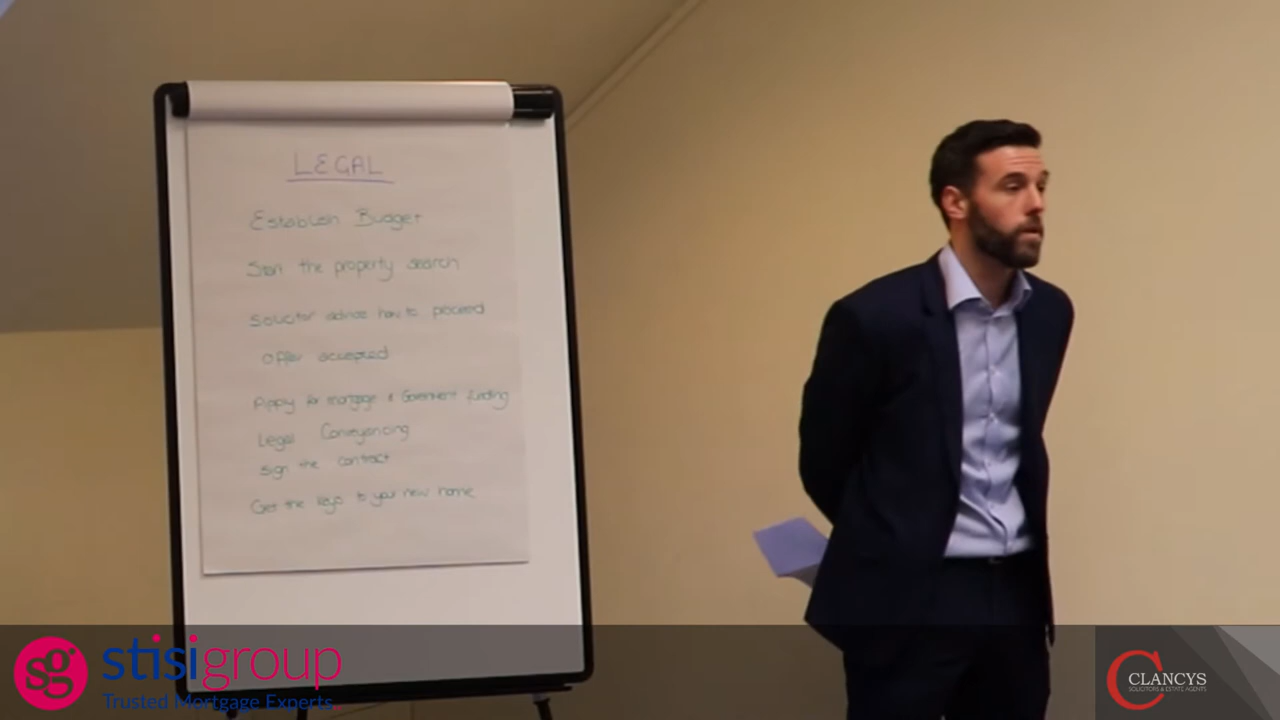 LEGAL
Establish Budget
Start the property search
Solicitor advice how to proceed
Offer accepted
Apply for mortgage & Goverment funding
Legal Conveyancing
Sign the contract
Get the keys to your new home
sg stisigroup
Trusted Mortgage Experts
CLANCYS
SOLICITORS & ESTATE AGENTS